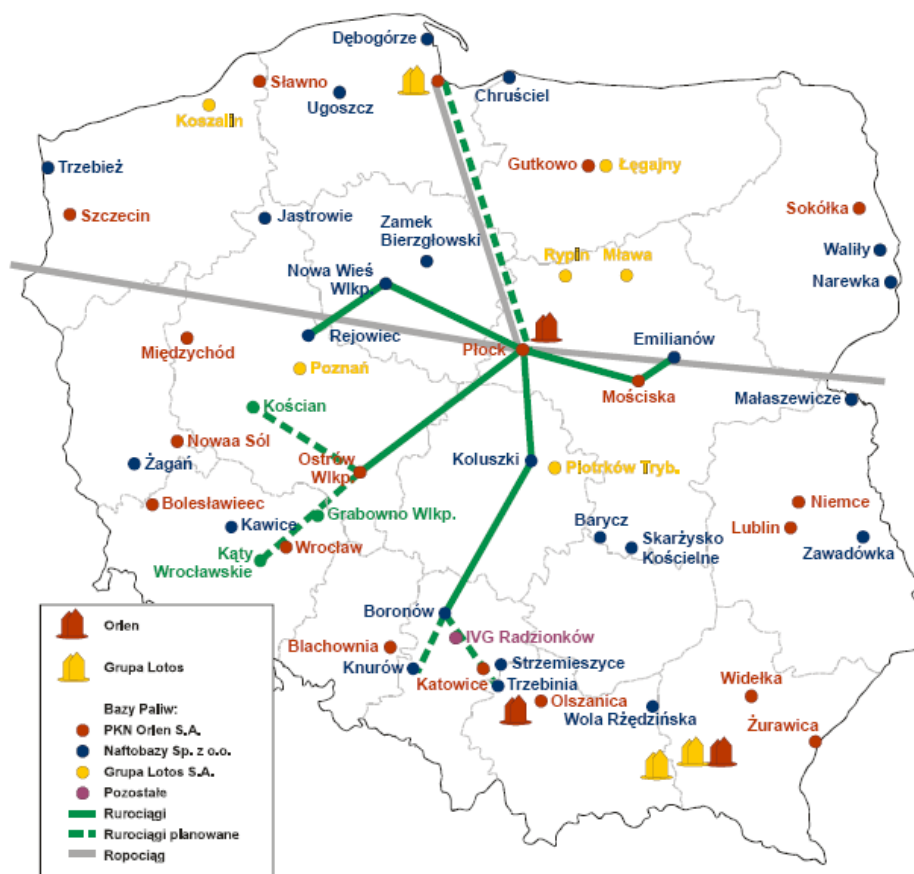 Dębogórze
Sławno
Ugoszcz
Chruściel
Koszalin
Trzebież
Gutkowo
Łęgajny
Szczecin
Jastrowie
Sokółka
Zamek
Bierzgłowski
Waliły
Nowa Wieś
Wlkp.
Rypin
Mława
Narewka
Rejowiec
Międzychód
Płock
Emilianów
Poznań
Mościska
Małaszewicze
Kościan
Nowaa Sól
Ostrów
Wlkp.
Koluszki
Piotrków Tryb.
Żagań
Bolesławieec
Niemce
Grabowno Wlkp.
Kawice
Barycz
Lublin
Skarżysko
Kościelne
Zawadówka
Wrocław
Kąty
Wrocławskie
Boronów
IVG Radzionków
Blachownia
Knurów
Strzemieszyce
Katowice
Trzebinia
Widełka
Olszanica
Wola Rżędzińska
Żurawica
Orlen
Grupa Lotos
Bazy Paliw:
PKN Orlen S.A.
Naftobazy Sp. z o.o.
Grupa Lotos S.A.
Pozostałe
Rurociągi
Rurociągi planowane
Ropociąg